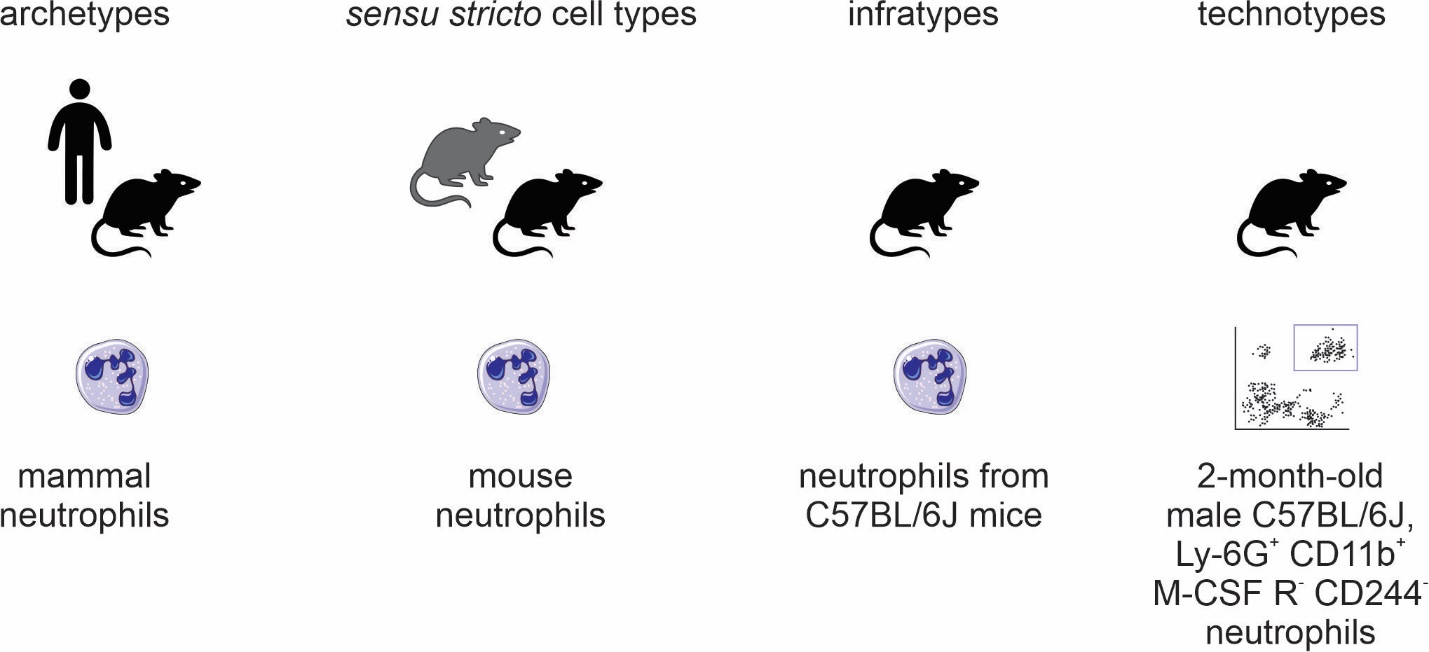 archetypes
sensu stricto cell types
infratypes
technotypes
mammal
neutrophils
mouse
neutrophils
neutrophils from
C57BL/6J mice
2-month-old
male C57BL/6J,
Ly-6G⁺ CD11b⁺
M-CSF R⁻ CD244⁻
neutrophils